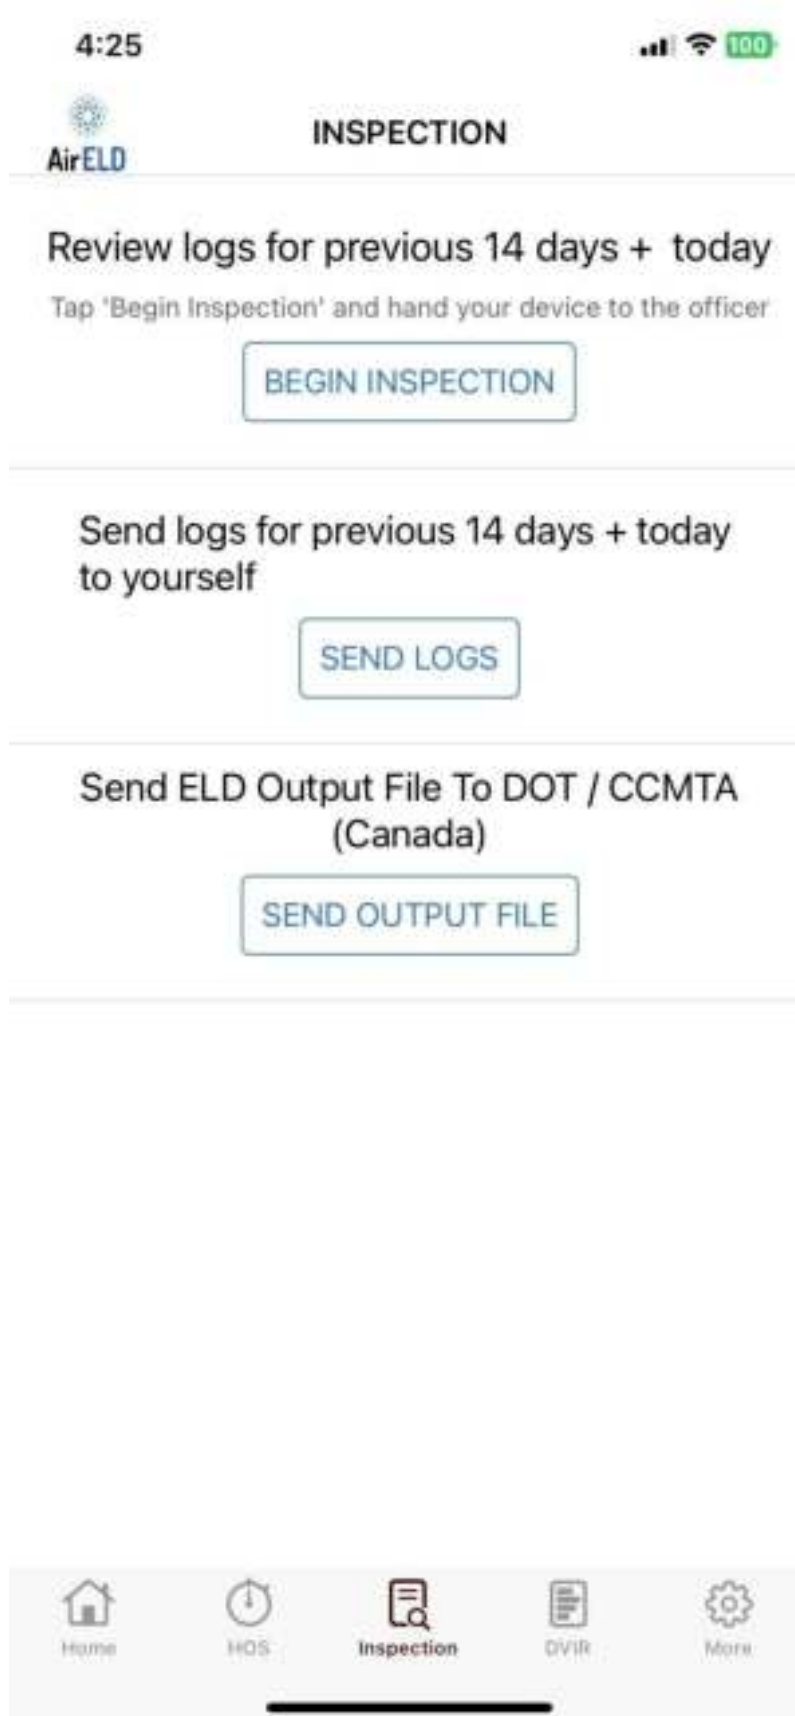 4:25
100
AirELD
INSPECTION
Review logs for previous 14 days + today
Tap 'Begin Inspection' and hand your device to the officer
BEGIN INSPECTION
Send logs for previous 14 days + today
to yourself
SEND LOGS
Send ELD Output File To DOT / CCMTA
(Canada)
SEND OUTPUT FILE
Home HOS Inspection DVIR More